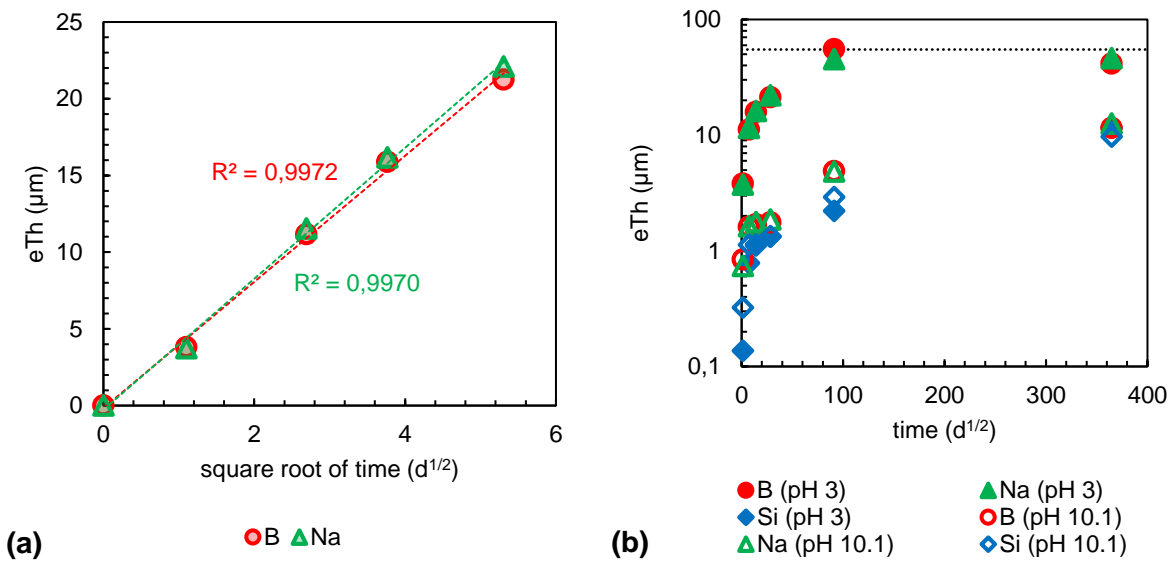 25
20
15
10
5
0
eTh (µm)
R² = 0,9972
R² = 0,9970
0 2 4 6
square root of time (d1/2)
B Na
(a)
100
10
1
0,1
eTh (µm)
0 100 200 300 400
time (d1/2)
B (pH 3) Na (pH 3)
Si (pH 3) B (pH 10.1)
Na (pH 10.1) Si (pH 10.1)
(b)